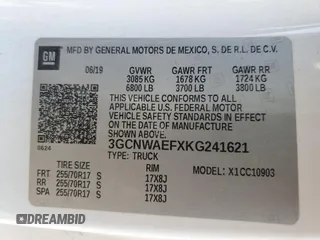 GM
MFD BY GENERAL MOTORS DE MEXICO, S. DE R.L. DE C.V.
06/19 GVWR GAWR FRT GAWR RR
3085 KG 1678 KG 1724 KG
6800 LB 3700 LB 3800 LB
THIS VEHICLE CONFORMS TO ALL APPLICABLE
U.S. FEDERAL MOTOR VEHICLE SAFETY
STANDARDS IN EFFECT ON THE DATE OF
MANUFACTURE SHOWN ABOVE.
3GCNWAEFXKG241621
0624 TYPE: TRUCK
MODEL: X1CC10903
TIRE SIZE RIM
FRT 255/70R17 S 17X8J
RR 255/70R17 S 17X8J
SPA 255/70R17 S 17X8J
DREAMBID